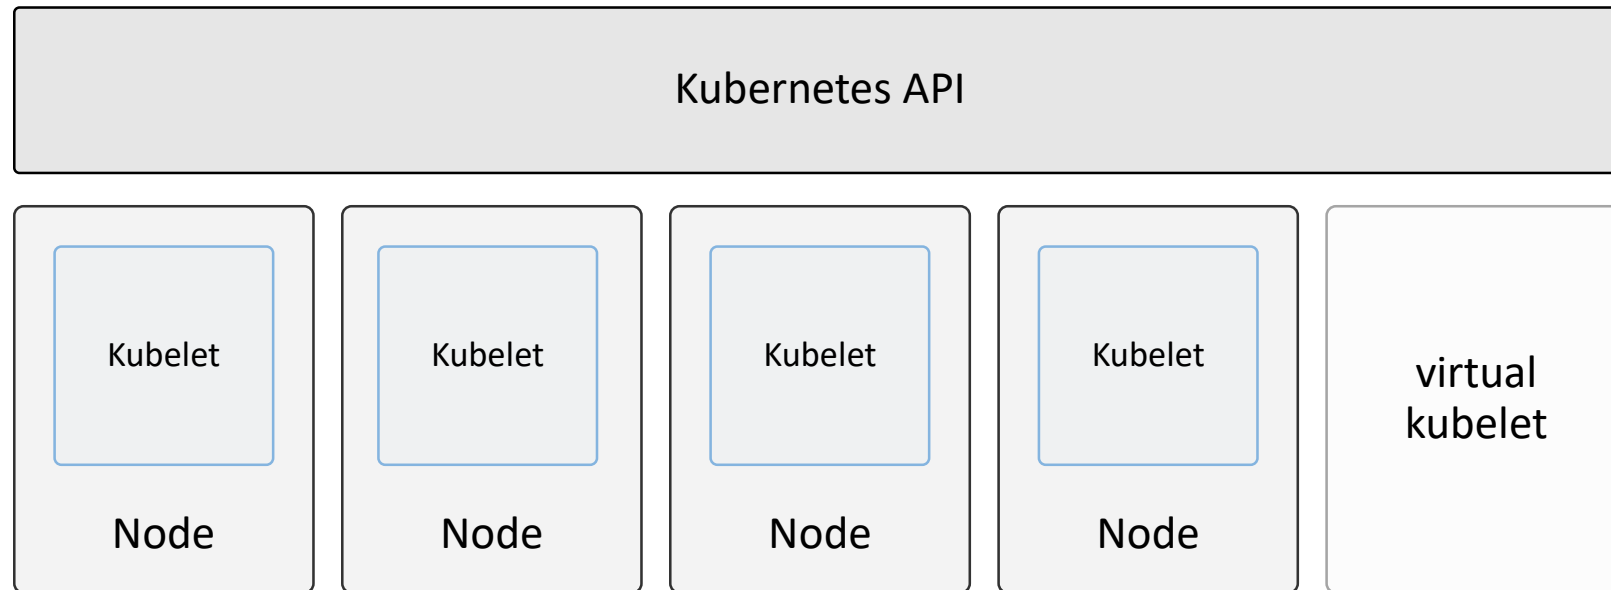 Kubernetes API
Kubelet
Kubelet
Kubelet
Kubelet
virtual
kubelet
Node
Node
Node
Node